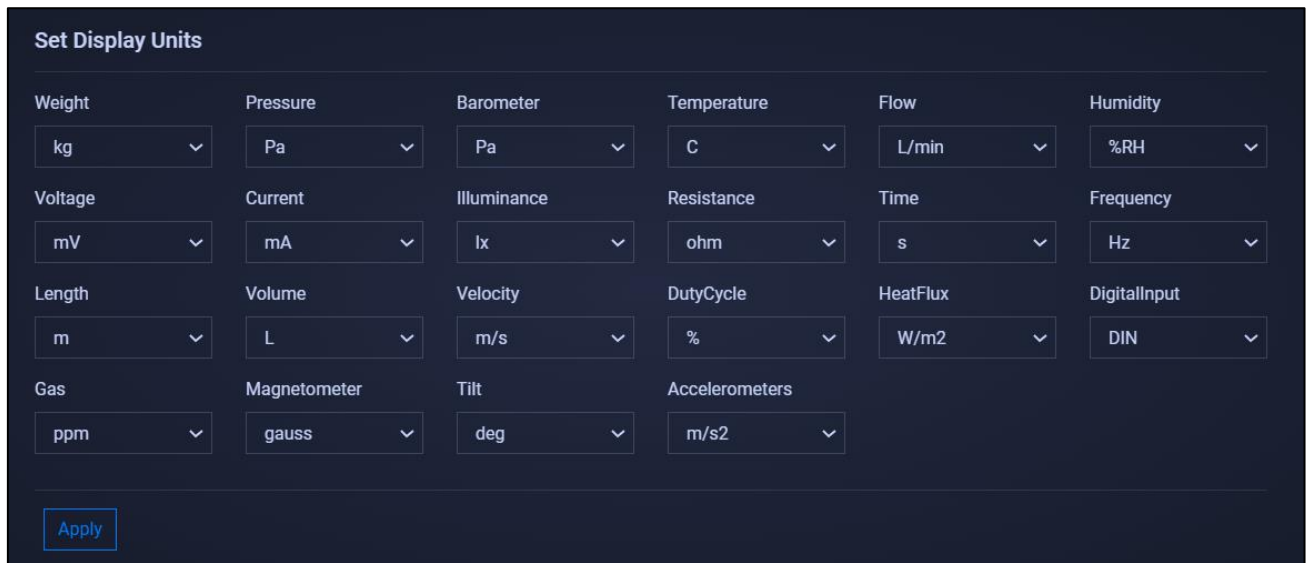 Set Display Units
Weight Pressure Barometer Temperature Flow Humidity
kg Pa Pa C L/min %RH
Voltage Current Illuminance Resistance Time Frequency
mV mA lx ohm s Hz
Length Volume Velocity DutyCycle HeatFlux DigitalInput
m L m/s % W/m2 DIN
Gas Magnetometer Tilt Accelerometers
ppm gauss deg m/s2
Apply